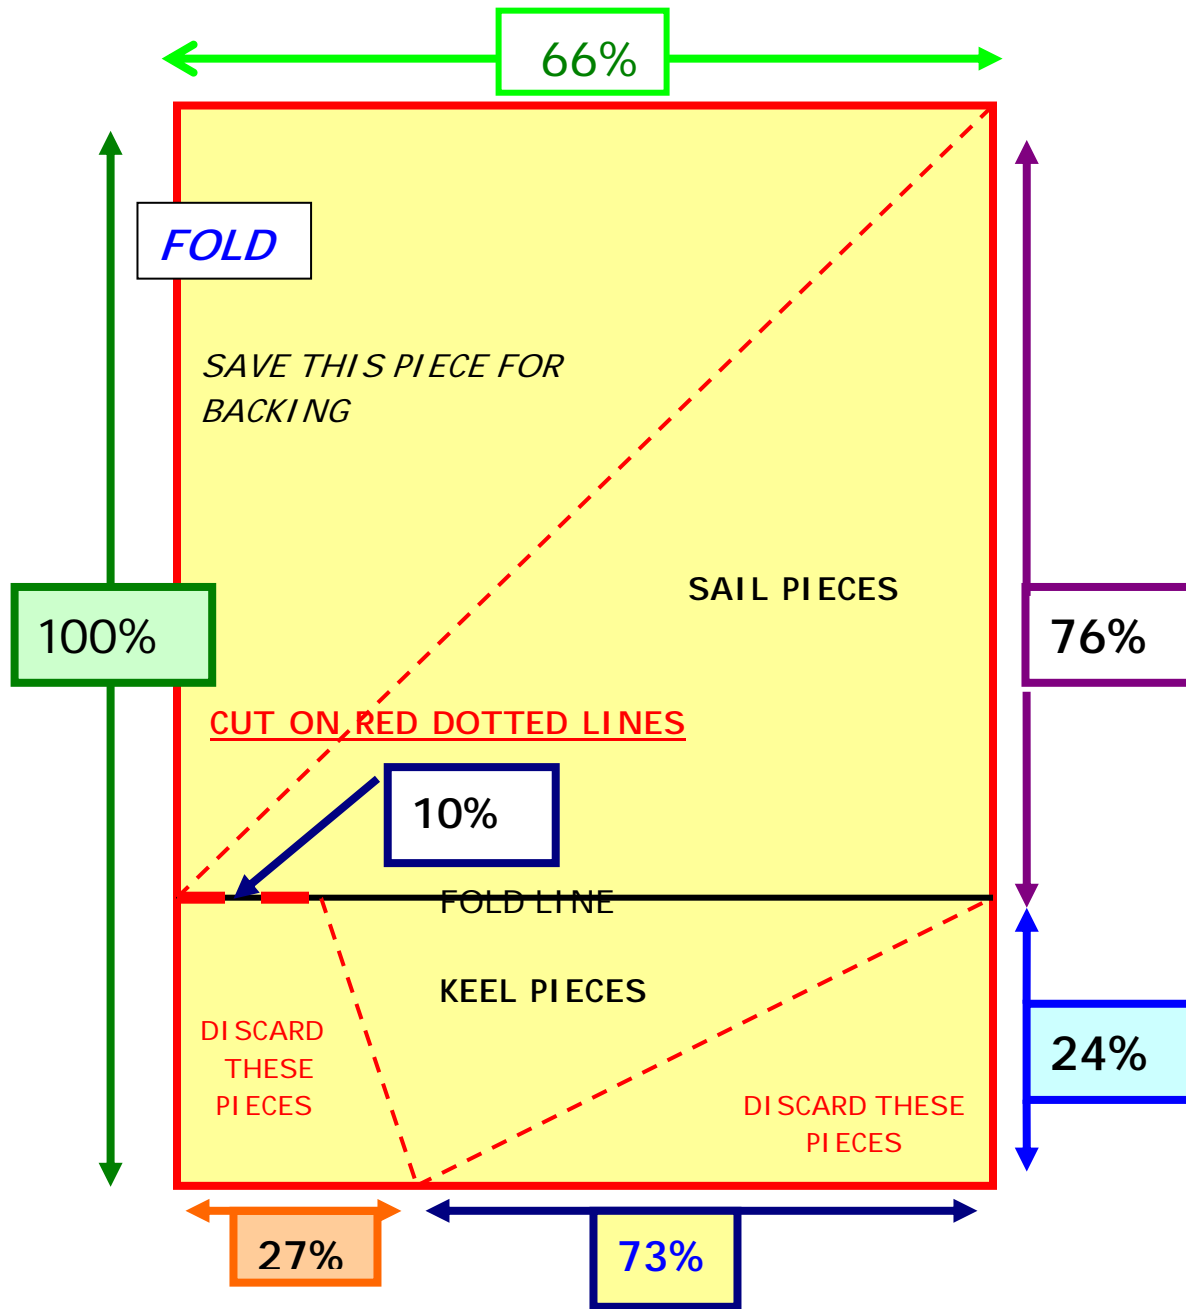 66%
FOLD
SAVE THIS PIECE FOR
BACKING
SAIL PIECES
100%
76%
CUT ON RED DOTTED LINES
10%
FOLD LINE
KEEL PIECES
DISCARD
THESE
PIECES
24%
DISCARD THESE
PIECES
27%
73%